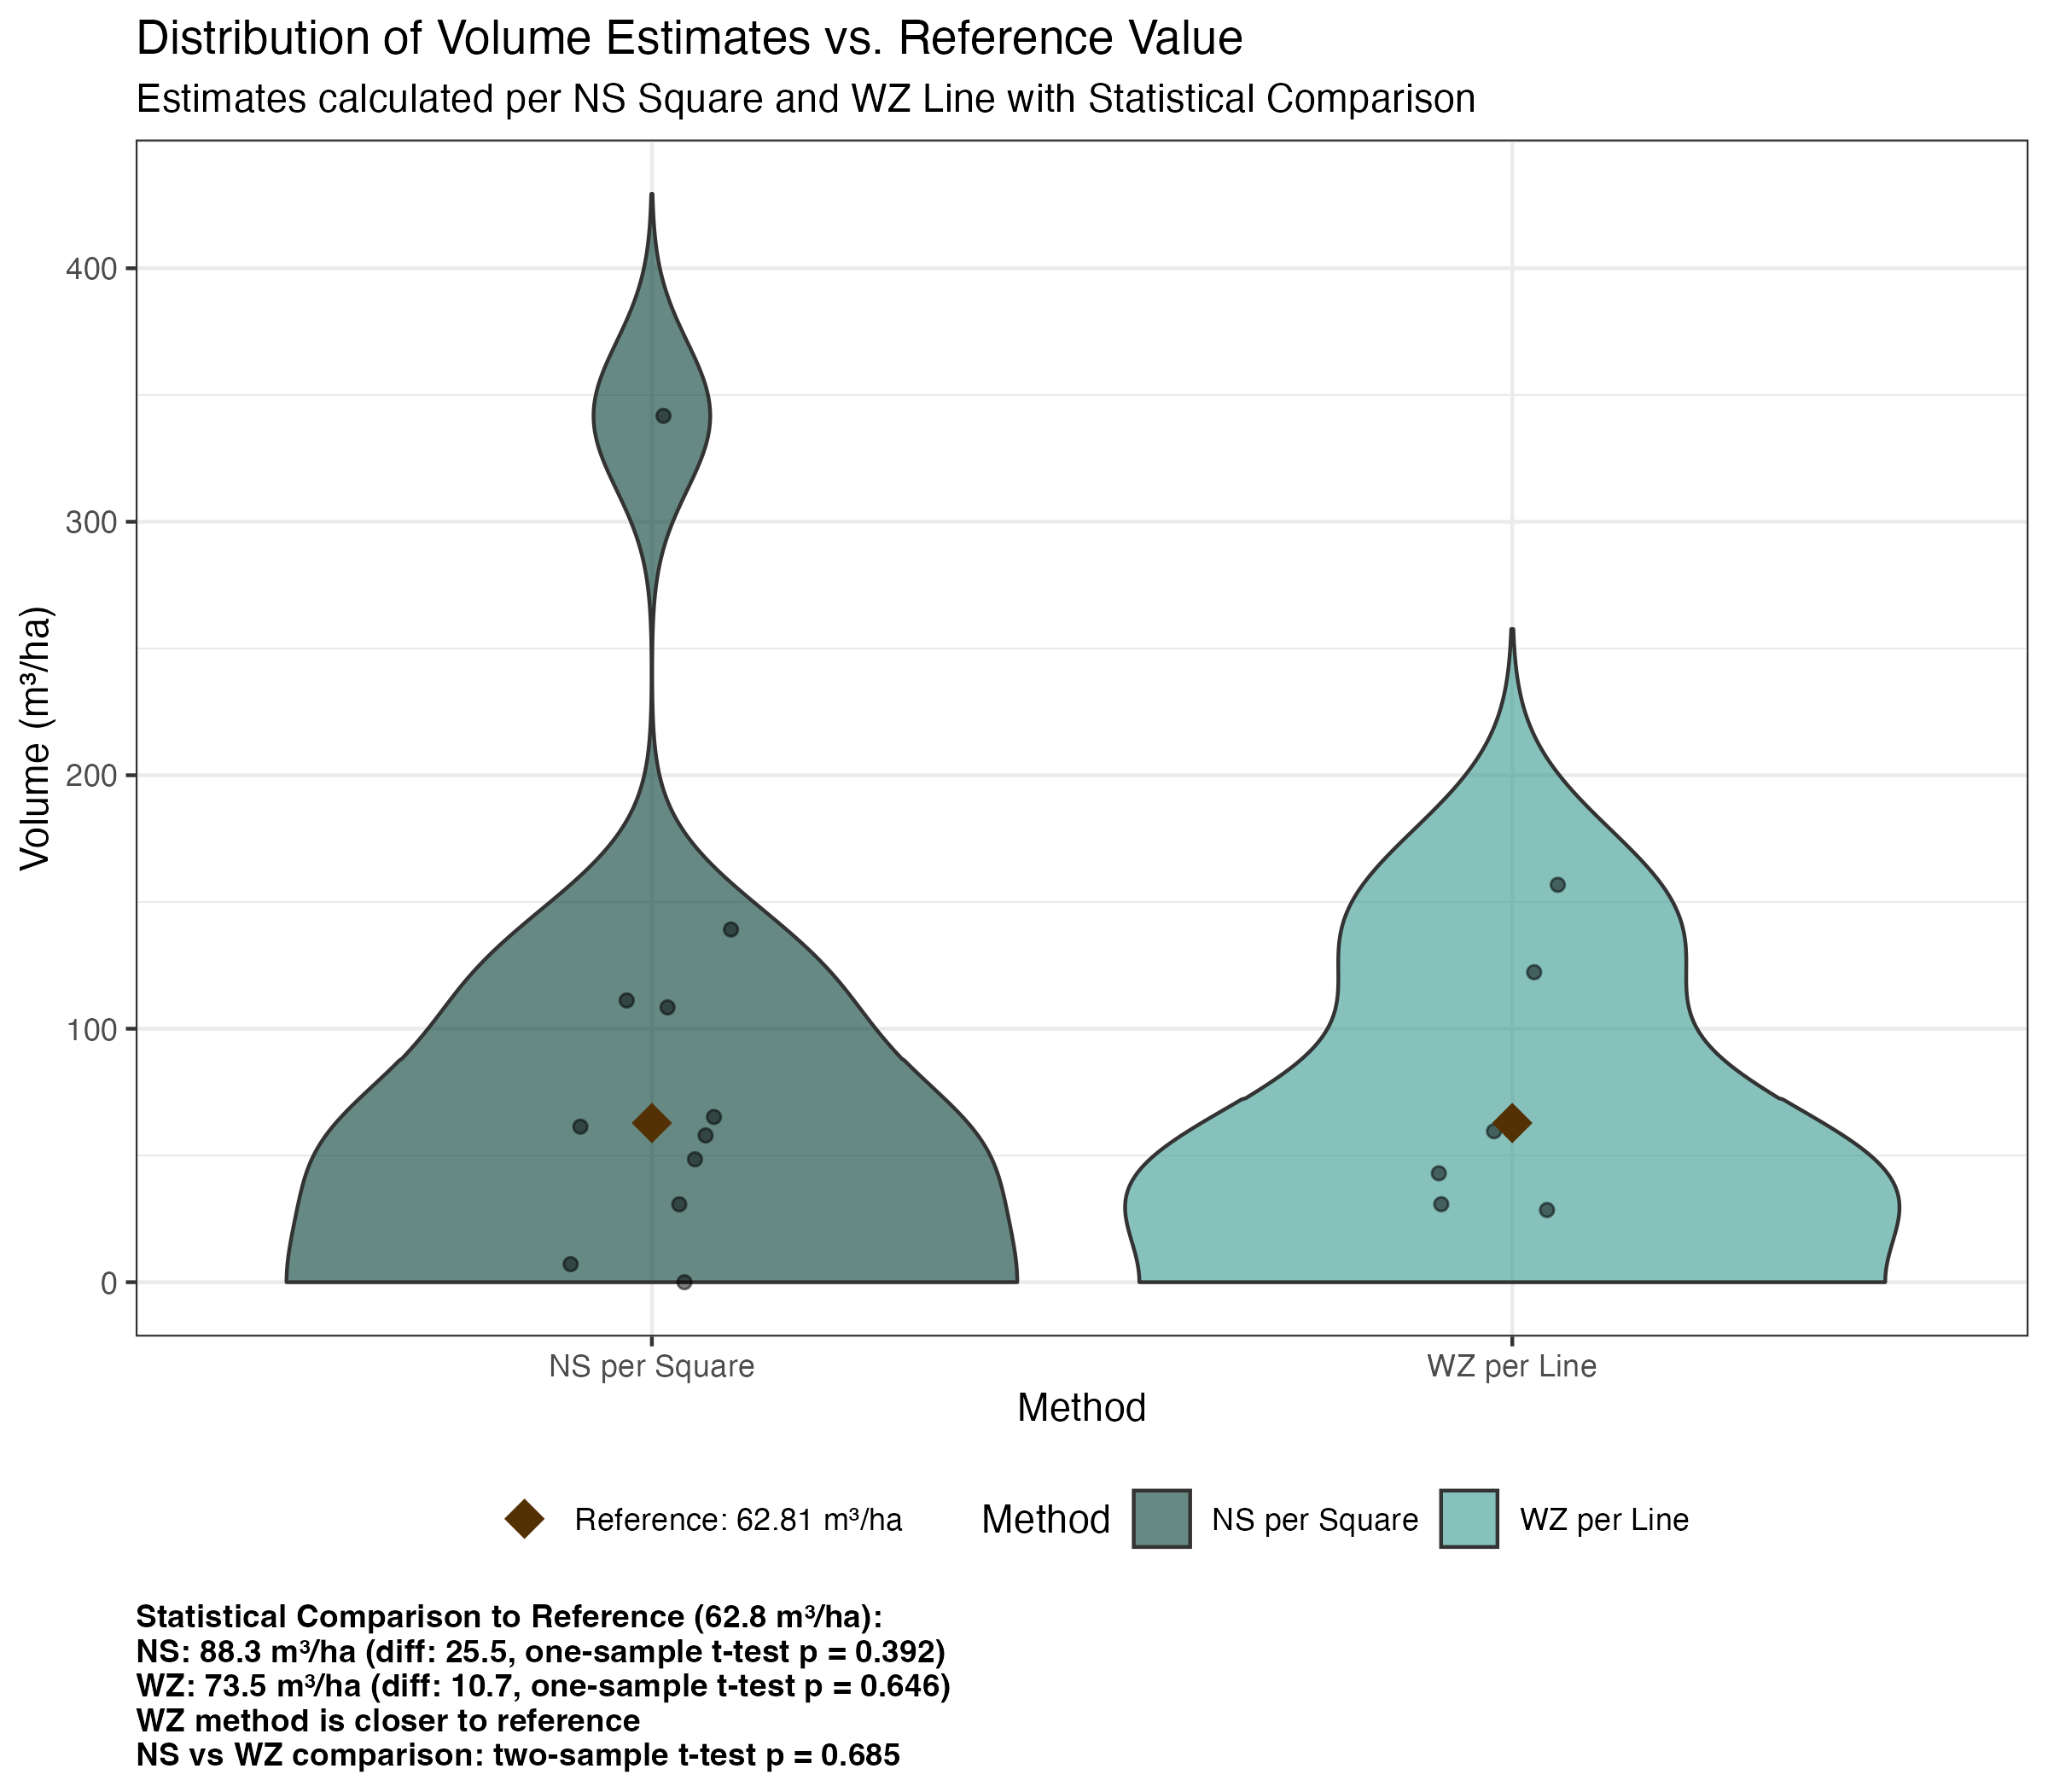 Distribution of Volume Estimates vs. Reference Value
Estimates calculated per NS Square and WZ Line with Statistical Comparison
Volume (m³/ha)
400
300
200
100
0
NS per Square
WZ per Line
Method
Reference: 62.81 m³/ha
Method
NS per Square
WZ per Line
Statistical Comparison to Reference (62.8 m³/ha):
NS: 88.3 m³/ha (diff: 25.5, one-sample t-test p = 0.392)
WZ: 73.5 m³/ha (diff: 10.7, one-sample t-test p = 0.646)
WZ method is closer to reference
NS vs WZ comparison: two-sample t-test p = 0.685